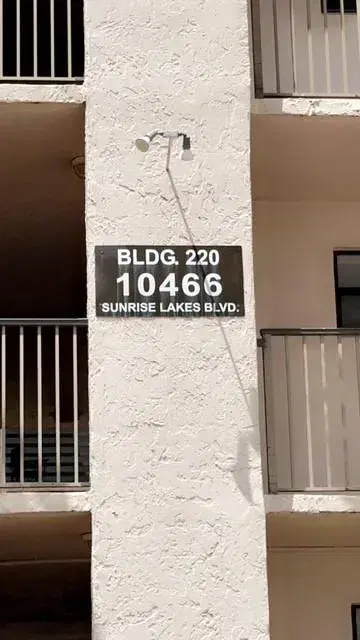 BLDG. 220
10466
SUNRISE LAKES BLVD.